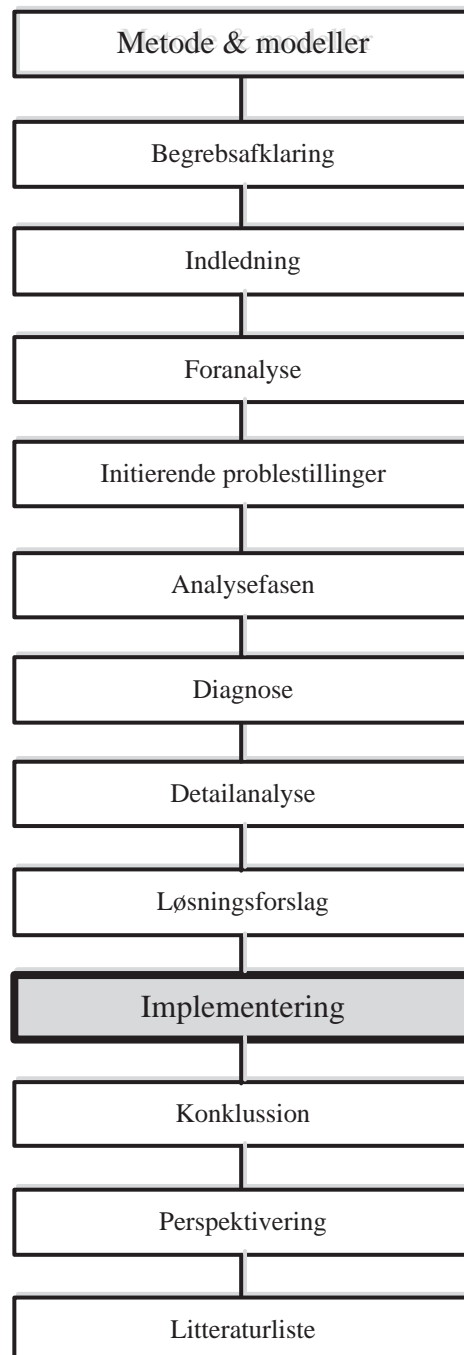 Metode & modeller
Begrebsafklaring
Indledning
Foranalyse
Initierende problestillinger
Analysefasen
Diagnose
Detailanalyse
Løsningsforslag
Implementering
Konklussion
Perspektivering
Litteraturliste